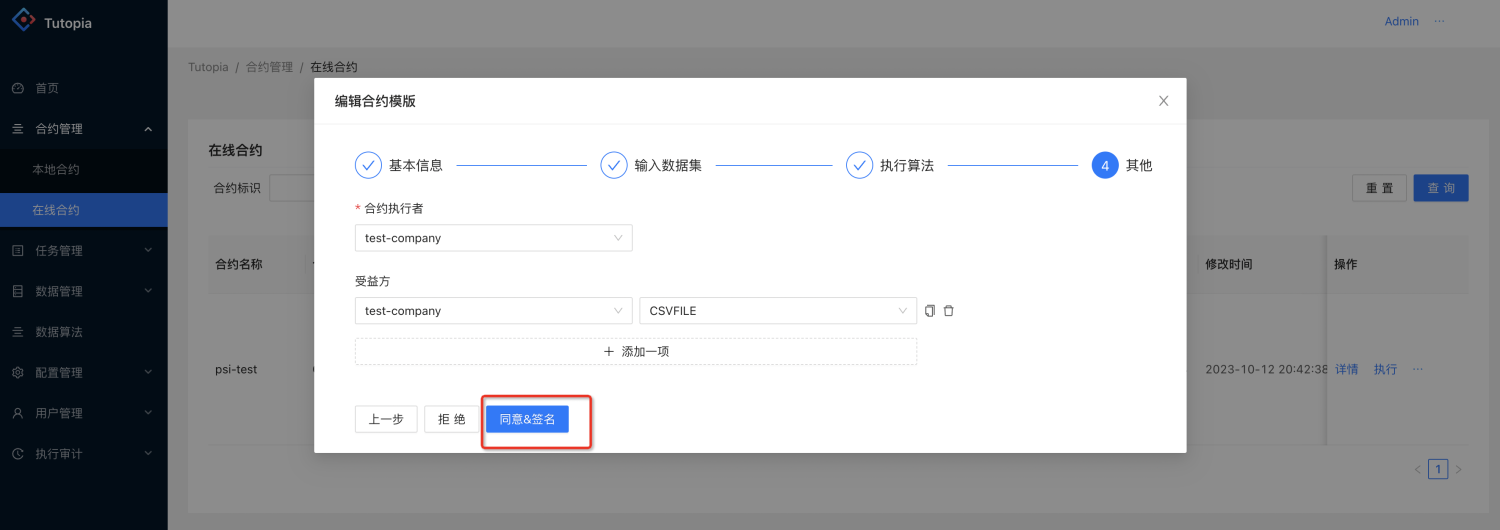 Tutopia
Admin ···
Tutopia / 合约管理 / 在线合约
首页
合约管理
本地合约
在线合约
任务管理
数据管理
数据算法
配置管理
用户管理
执行审计
编辑合约模版
基本信息
输入数据集
执行算法
4 其他
* 合约执行者
test-company
受益方
test-company
CSVFILE
+ 添加一项
上一步
拒 绝
同意&签名
在线合约
合约标识
重 置
查 询
合约名称
修改时间
操作
psi-test
2023-10-12 20:42:38
详情
执行
···
< 1 >